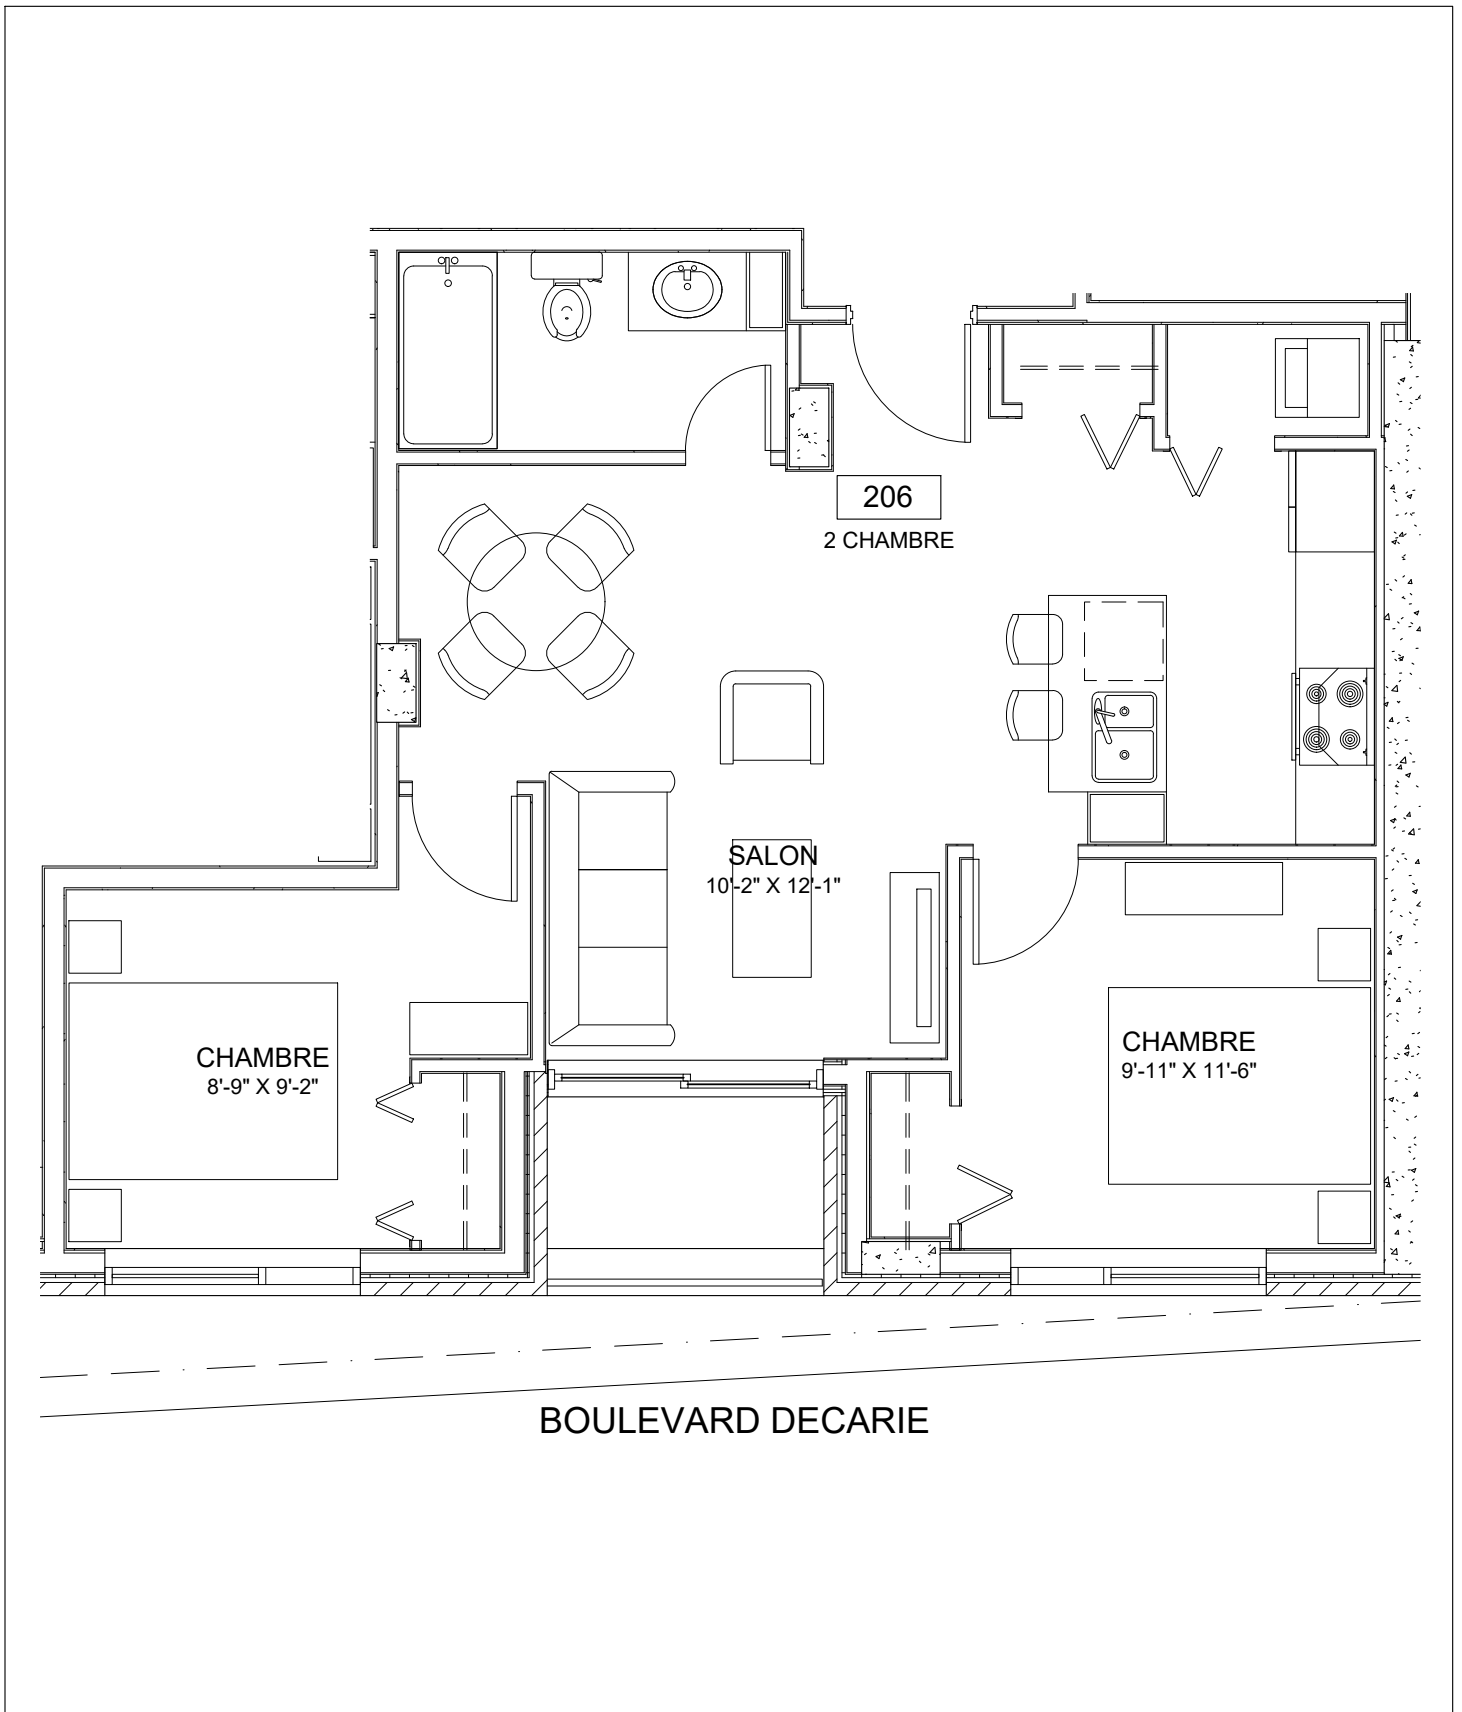 206
2 CHAMBRE
SALON
10'-2" X 12'-1"
CHAMBRE
8'-9" X 9'-2"
CHAMBRE
9'-11" X 11'-6"
BOULEVARD DECARIE